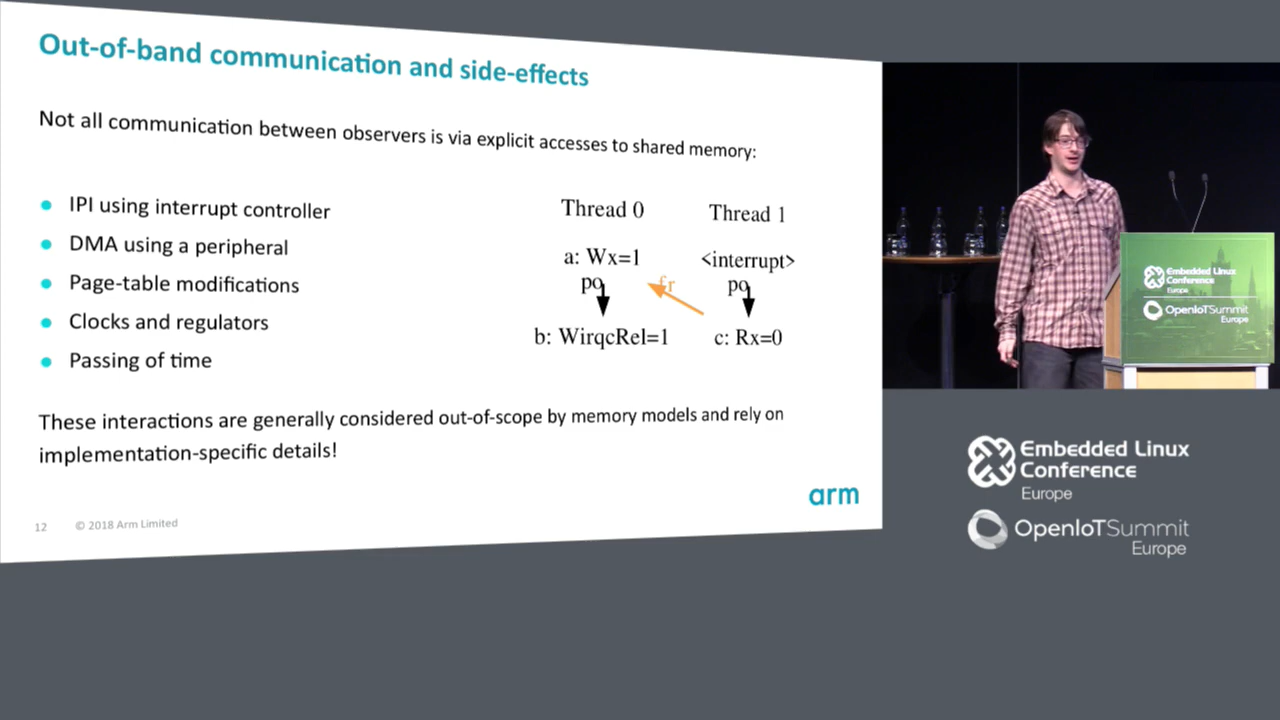 Out-of-band communication and side-effects
Not all communication between observers is via explicit accesses to shared memory:
IPI using interrupt controller
DMA using a peripheral
Page-table modifications
Clocks and regulators
Passing of time
Thread 0
Thread 1
a: Wx=1
<interrupt>
po
fr
po
b: WirqcRel=1
c: Rx=0
These interactions are generally considered out-of-scope by memory models and rely on
implementation-specific details!
arm
12
© 2018 Arm Limited
Embedded Linux
Conference
Europe
OpenIoTSummit
Europe
Embedded Linux
Conference
Europe
OpenIoTSummit
Europe